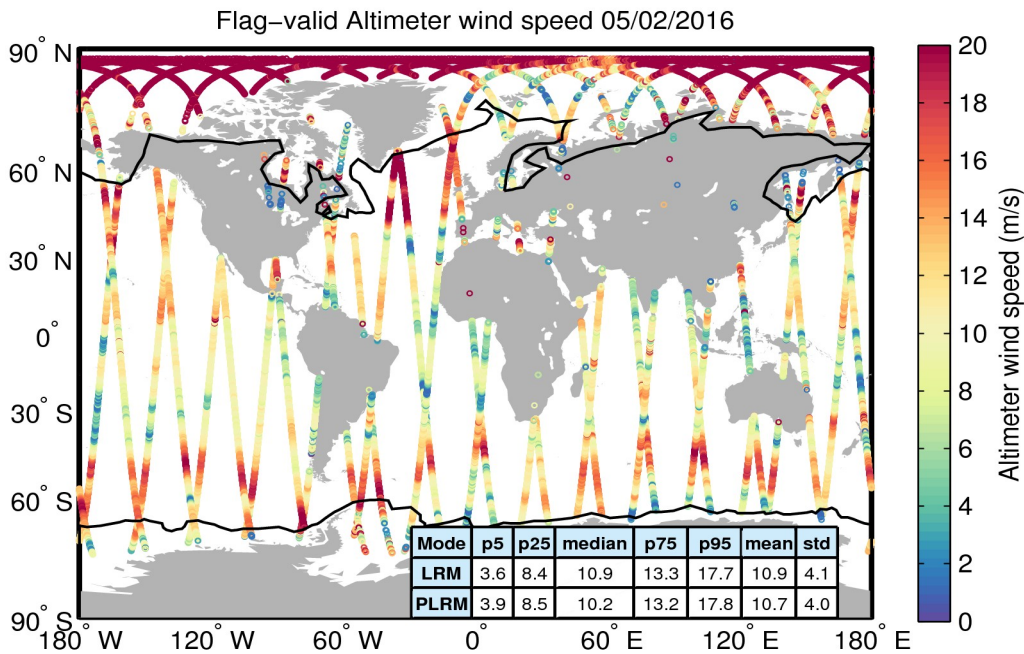 Flag−valid Altimeter wind speed 05/02/2016
90° N
60° N
30° N
0°
30° S
60° S
90° S
180° W
120° W
60° W
0°
60° E
120° E
180° E
Mode p5 p25 median p75 p95 mean std
LRM 3.6 8.4 10.9 13.3 17.7 10.9 4.1
PLRM 3.9 8.5 10.2 13.2 17.8 10.7 4.0
20
18
16
14
12
10
8
6
4
2
0
Altimeter wind speed (m/s)